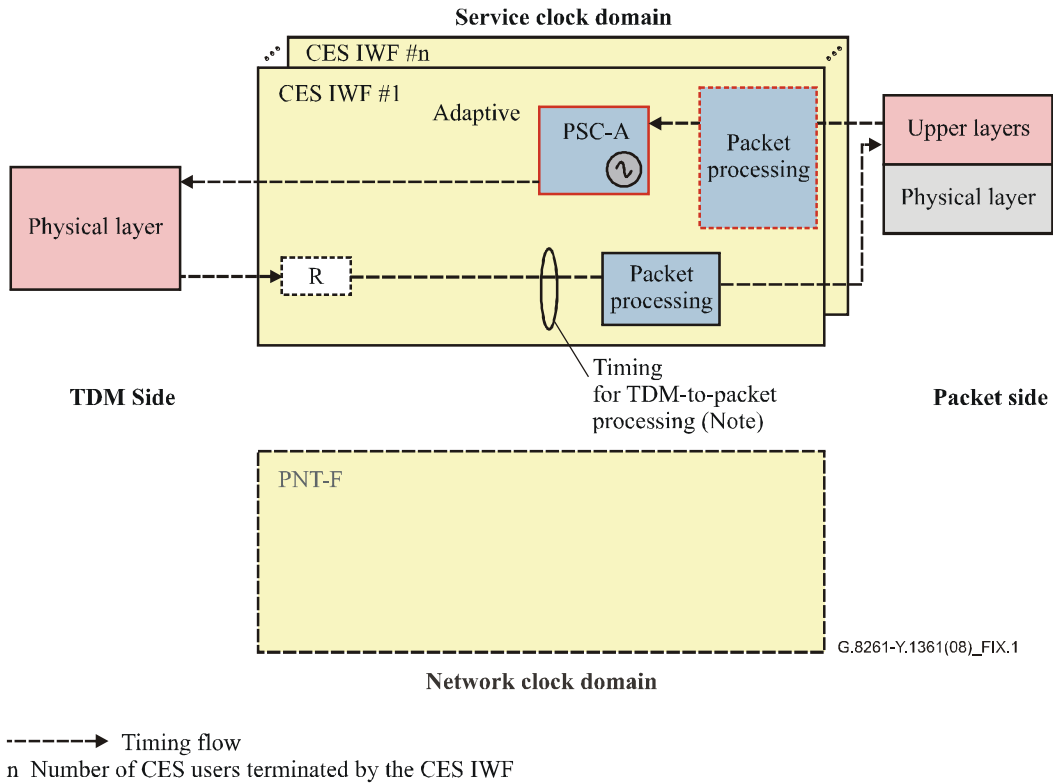 Service clock domain
CES IWF #n
CES IWF #1
Adaptive
PSC-A
Packet
processing
Upper layers
Physical layer
Physical layer
R
Packet
processing
Timing
for TDM-to-packet
processing (Note)
TDM Side
Packet side
PNT-F
G.8261-Y.1361(08)_FIX.1
Network clock domain
Timing flow
n Number of CES users terminated by the CES IWF